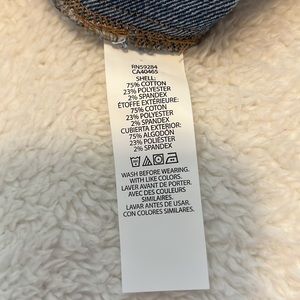 RN59284
CA40465
SHELL:
75% COTTON
23% POLYESTER
2% SPANDEX
ÉTOFFE EXTÉRIEURE:
75% COTON
23% POLYESTER
2% SPANDEX
CUBIERTA EXTERIOR:
75% ALGODON
23% POLIÉSTER
2% SPANDEX
WASH BEFORE WEARING.
WITH LIKE COLORS.
LAVER AVANT DE PORTER.
AVEC DES COULEURS
SIMILAIRES.
LAVAR ANTES DE USAR.
CON COLORES SIMILARES.